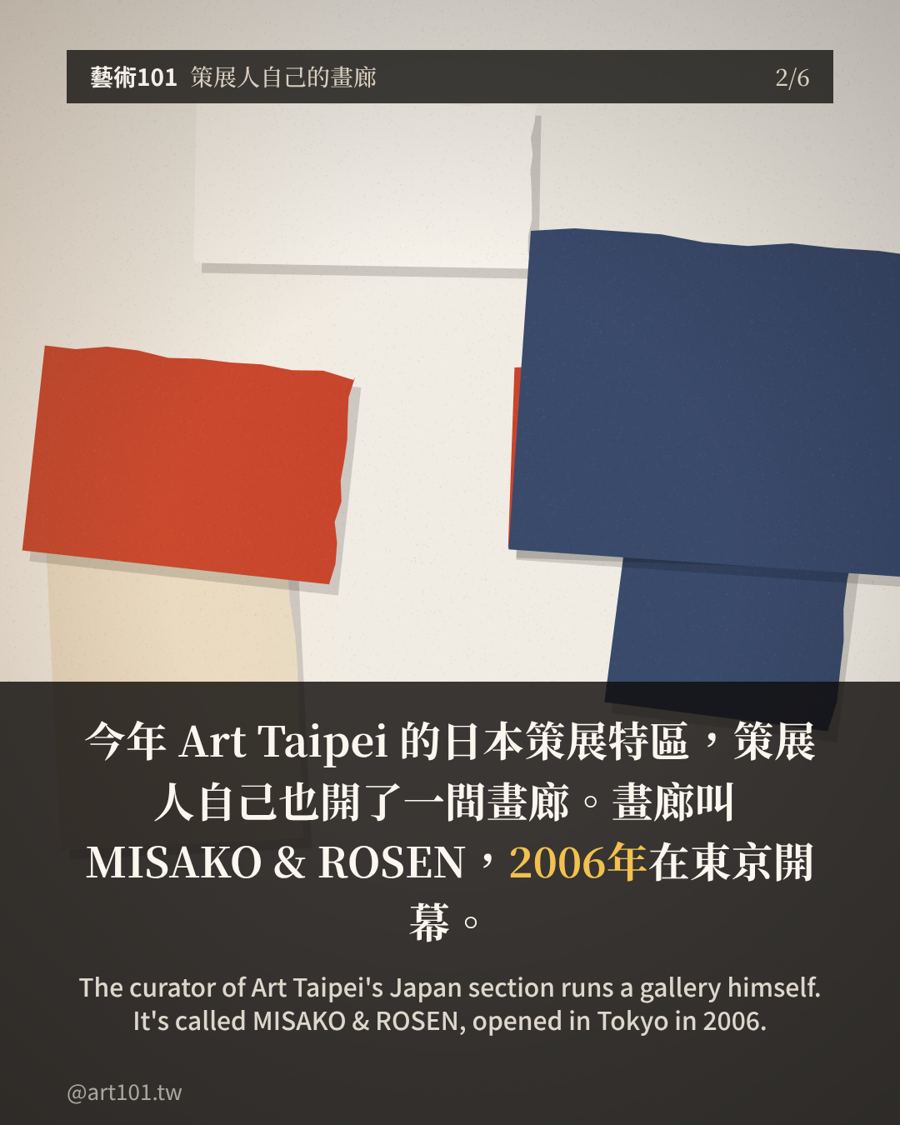 藝術101 策展人自己的畫廊 2/6
今年 Art Taipei 的日本策展特區，策展
人自己也開了一間畫廊。畫廊叫
MISAKO & ROSEN，2006年在東京開
幕。
The curator of Art Taipei's Japan section runs a gallery himself.
It's called MISAKO & ROSEN, opened in Tokyo in 2006.
@art101.tw